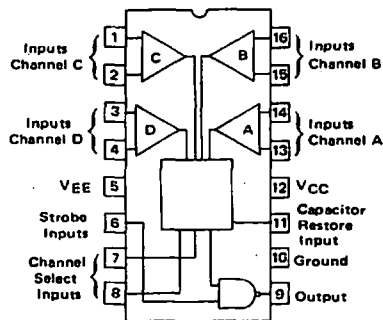 1
Inputs
Channel C
2
C
B
16
Inputs
Channel B
15
3
Inputs
Channel D
4
D
A
14
Inputs
Channel A
13
VEE
5
12
VCC
Strobe
Inputs
6
11
Capacitor
Restore
Input
Channel
Select
Inputs
7
8
10
Ground
9
Output